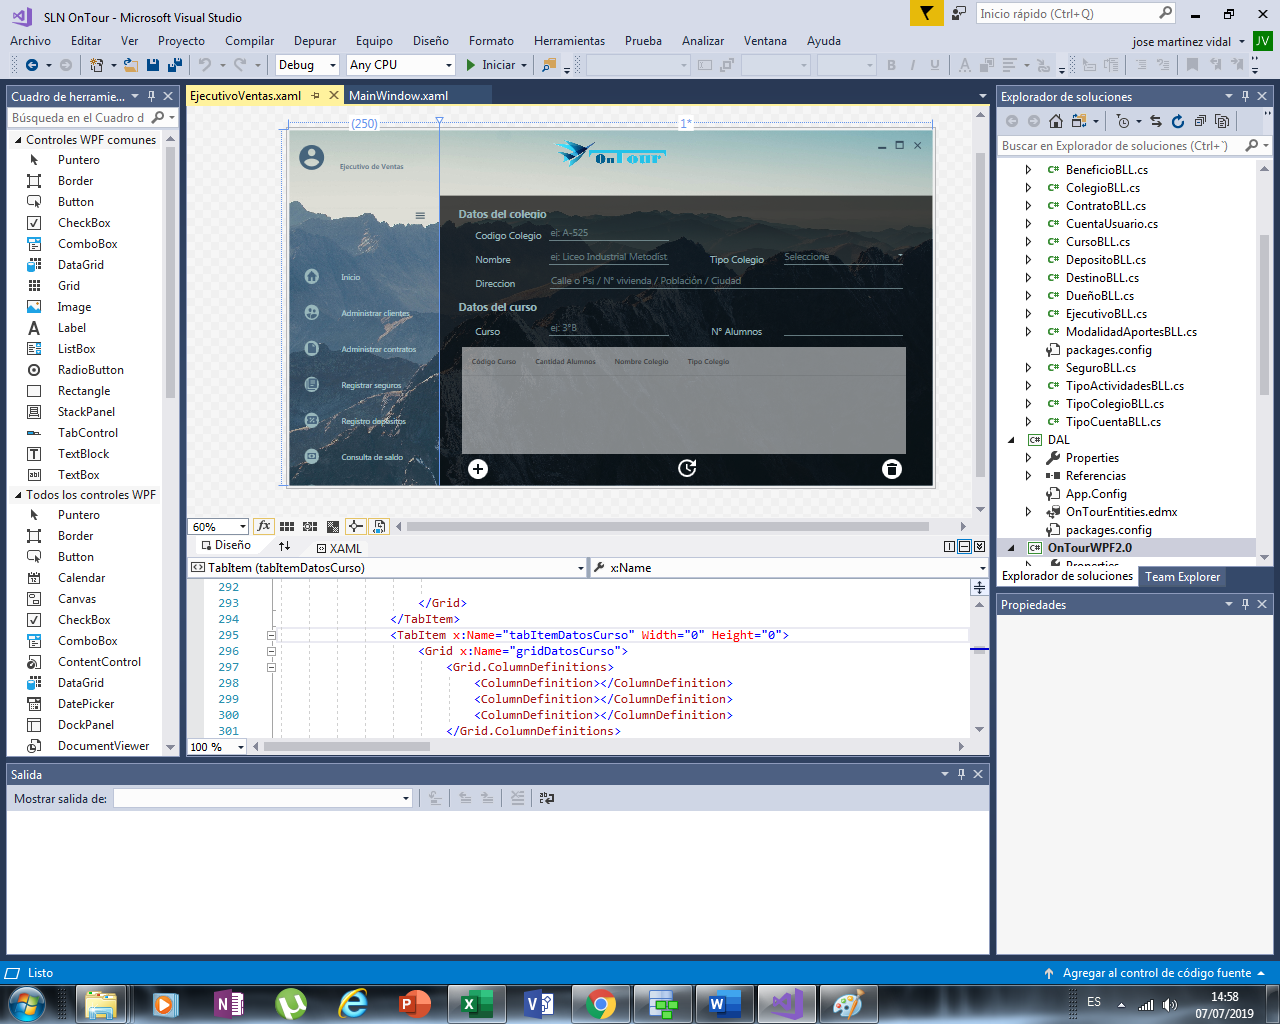 SLN OnTour - Microsoft Visual Studio
Inicio rápido (Ctrl+Q)
Archivo Editar Ver Proyecto Compilar Depurar Equipo Diseño Formato Herramientas Prueba Analizar Ventana Ayuda
jose martinez vidal JV
Debug Any CPU Iniciar
Cuadro de herramie...
Búsqueda en el Cuadro d
Controles WPF comunes
Puntero
Border
Button
CheckBox
ComboBox
DataGrid
Grid
Image
Label
ListBox
RadioButton
Rectangle
StackPanel
TabControl
TextBlock
TextBox
Todos los controles WPF
Puntero
Border
Button
Calendar
Canvas
CheckBox
ComboBox
ContentControl
DataGrid
DatePicker
DockPanel
DocumentViewer
EjecutivoVentas.xaml MainWindow.xaml
(250) 1*
Ejecutivo de Ventas
OnTour
Inicio
Administrar clientes
Administrar contratos
Registrar seguros
Registro depósitos
Consulta de saldo
Datos del colegio
Codigo Colegio ej: A-525
Nombre ej: Liceo Industrial Metodist Tipo Colegio Seleccione
Direccion Calle o Psj / N° vivienda / Población / Ciudad
Datos del curso
Curso ej: 3°B N° Alumnos
Código Curso Cantidad Alumnos Nombre Colegio Tipo Colegio
60% fx
Diseño XAML
TabItem (tabItemDatosCurso) x:Name
292
293 </Grid>
294 </TabItem>
295 <TabItem x:Name="tabItemDatosCurso" Width="0" Height="0">
296 <Grid x:Name="gridDatosCurso">
297 <Grid.ColumnDefinitions>
298 <ColumnDefinition></ColumnDefinition>
299 <ColumnDefinition></ColumnDefinition>
300 <ColumnDefinition></ColumnDefinition>
301 </Grid.ColumnDefinitions>
100 %
Salida
Mostrar salida de:
Explorador de soluciones
Buscar en Explorador de soluciones (Ctrl+¨)
BeneficioBLL.cs
ColegioBLL.cs
ContratoBLL.cs
CuentaUsuario.cs
CursoBLL.cs
DepositoBLL.cs
DestinoBLL.cs
DueñoBLL.cs
EjecutivoBLL.cs
ModalidadAportesBLL.cs
packages.config
SeguroBLL.cs
TipoActividadesBLL.cs
TipoColegioBLL.cs
TipoCuentaBLL.cs
DAL
Properties
Referencias
App.Config
OnTourEntities.edmx
packages.config
OnTourWPF2.0
Properties
Explorador de soluciones Team Explorer
Propiedades
Listo
Agregar al control de código fuente
ES
14:58
07/07/2019